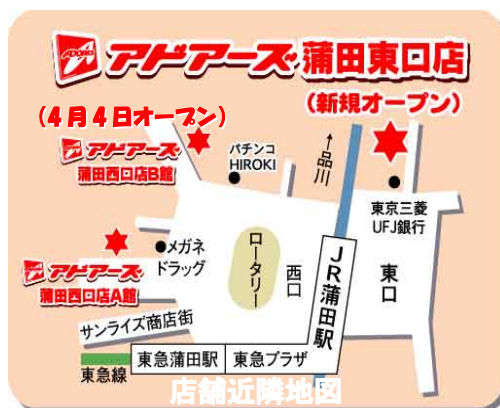 ADORES アドアーズ 蒲田東口店
(新規オープン)
(4月4日オープン)
アドアーズ
蒲田西口店B館
パチンコ
HIROKI
→品川
東京三菱
UFJ銀行
メガネ
ドラッグ
ロータリー
西口
JR蒲田駅
東口
アドアーズ
蒲田西口店A館
サンライズ商店街
東急線
東急蒲田駅
東急プラザ
店舗近隣地図